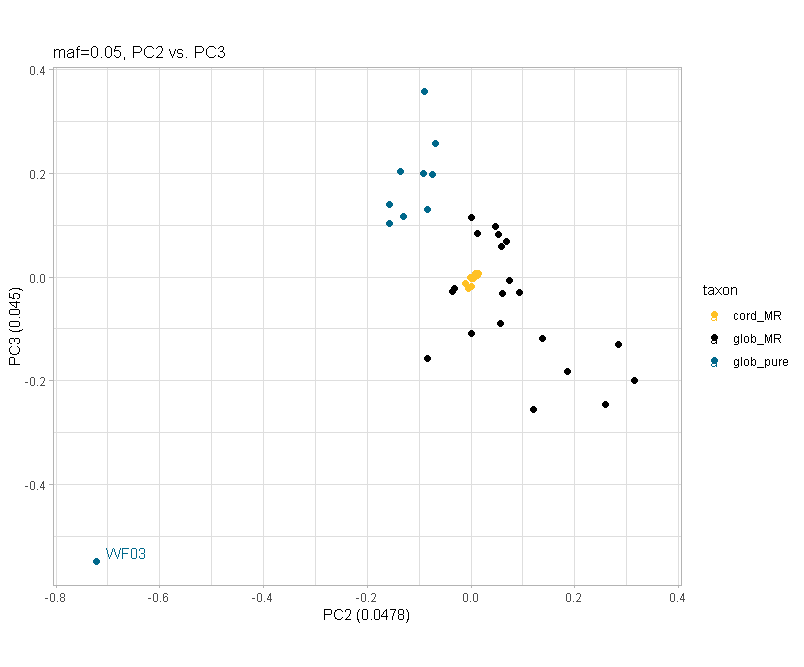 maf=0.05, PC2 vs. PC3
0.4
0.2
0.0
-0.2
-0.4
PC3 (0.045)
WF03
-0.8
-0.6
-0.4
-0.2
0.0
0.2
0.4
PC2 (0.0478)
taxon
a cord_MR
a glob_MR
a glob_pure